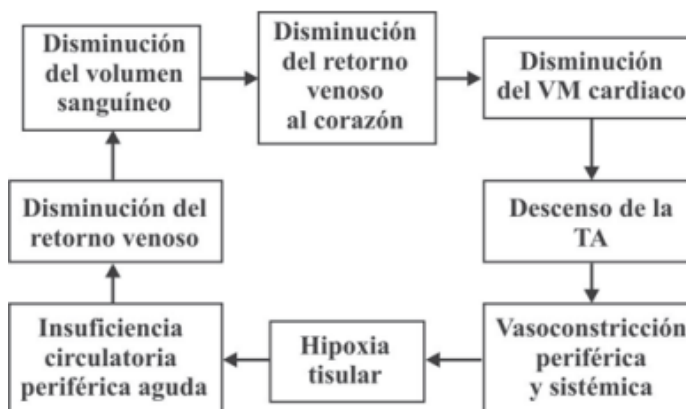 Disminución
del volumen
sanguíneo
Disminución
del retorno
venoso
al corazón
Disminución
del VM cardiaco
Descenso de la
TA
Vasoconstricción
periférica
y sistémica
Hipoxia
tisular
Insuficiencia
circulatoria
periférica aguda
Disminución del
retorno venoso